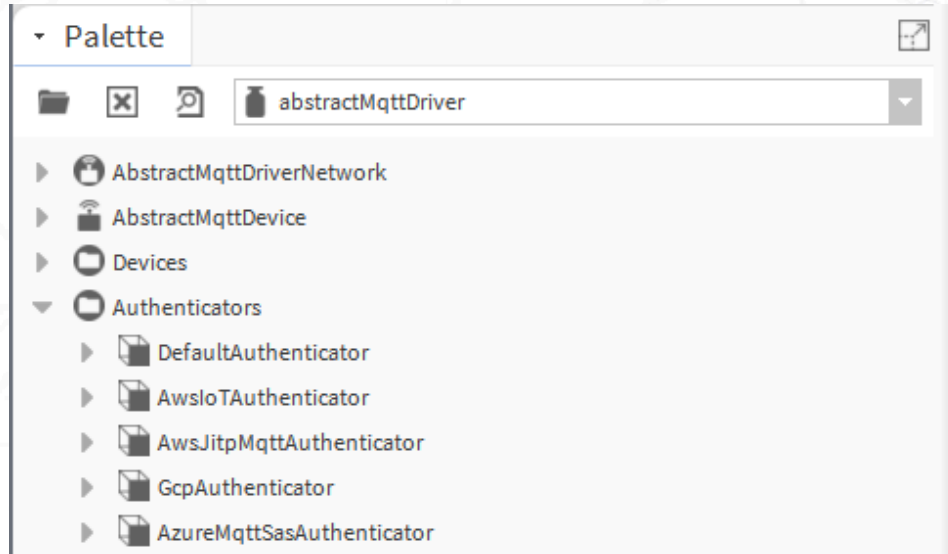 Palette
abstractMqttDriver
AbstractMqttDriverNetwork
AbstractMqttDevice
Devices
Authenticators
DefaultAuthenticator
AwsIoTAuthenticator
AwsJitpMqttAuthenticator
GcpAuthenticator
AzureMqttSasAuthenticator